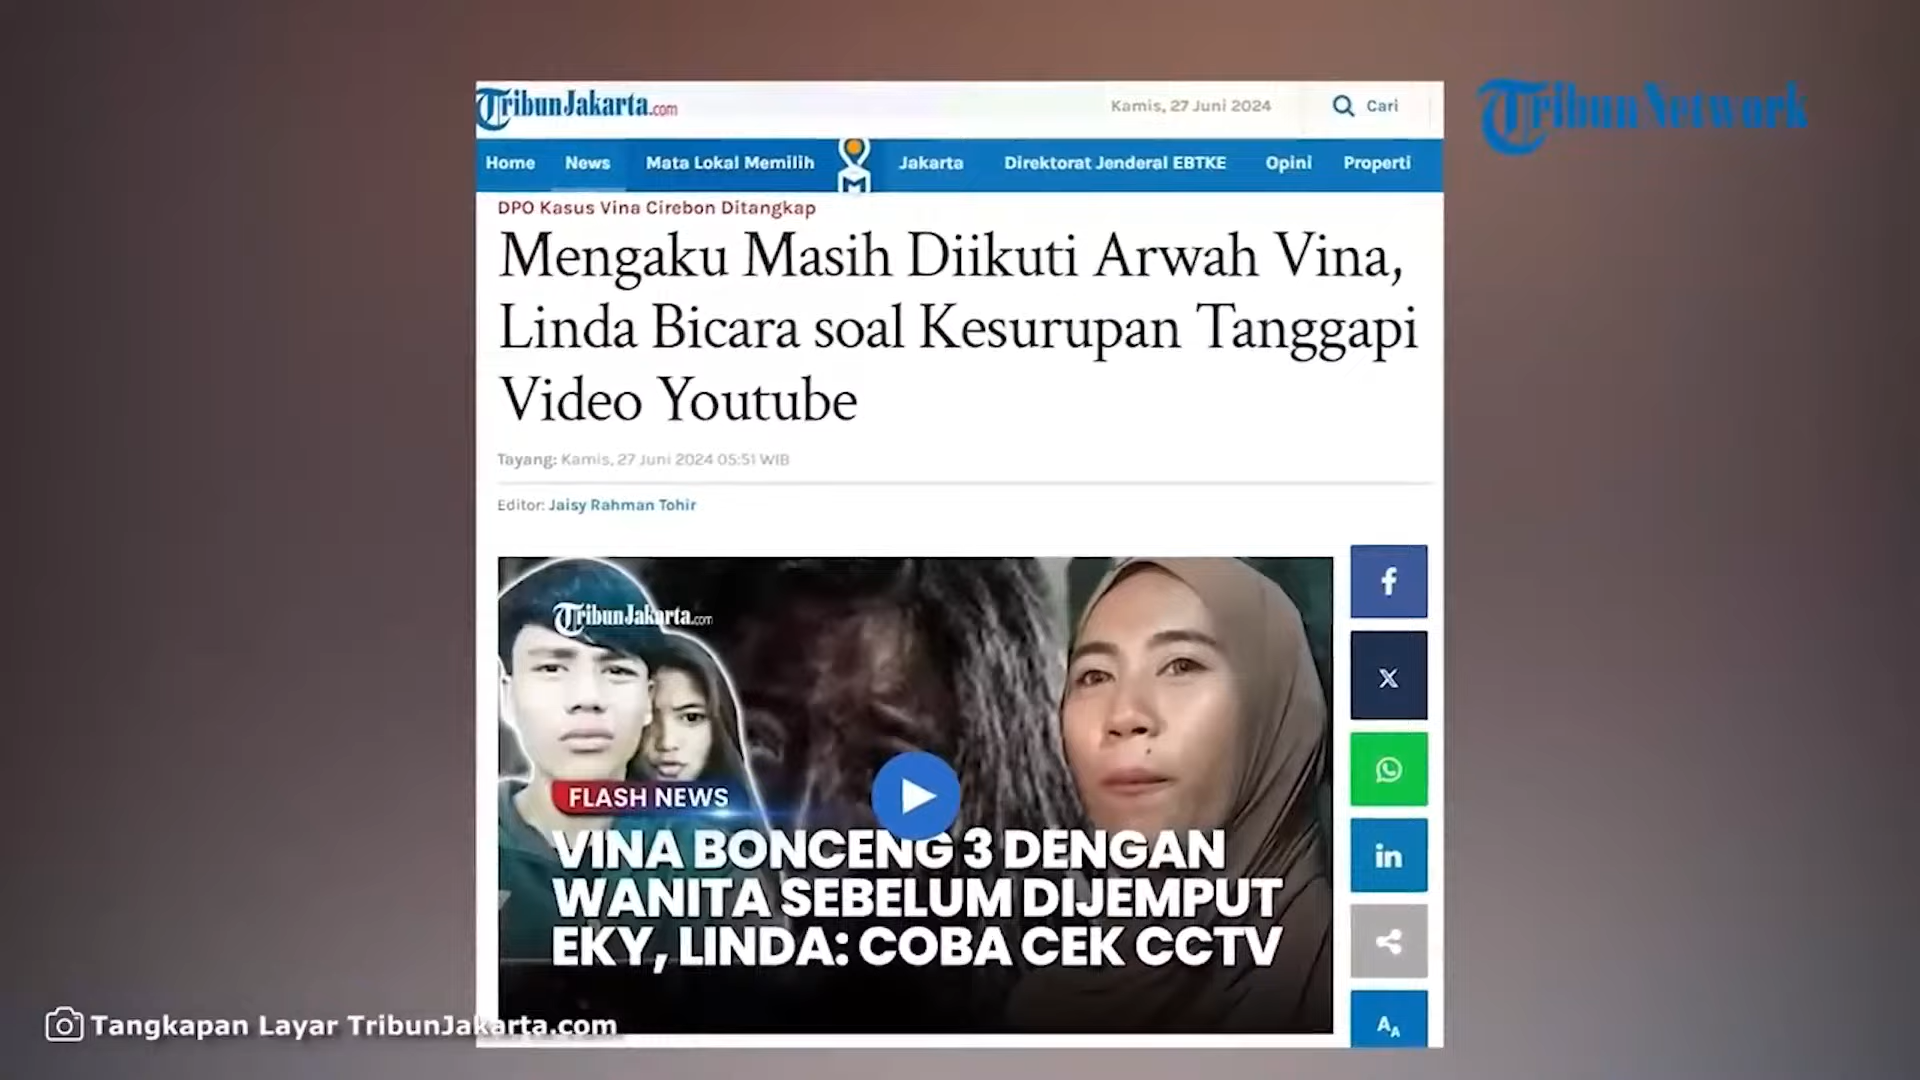 TribunJakarta.com
Kamis, 27 Juni 2024
Cari
TribunNetwork
Home News Mata Lokal Memilih M Jakarta Direktorat Jenderal EBTKE Opini Properti
DPO Kasus Vina Cirebon Ditangkap
Mengaku Masih Diikuti Arwah Vina,
Linda Bicara soal Kesurupan Tanggapi
Video Youtube
Tayang: Kamis, 27 Juni 2024 05:51 WIB
Editor: Jaisy Rahman Tohir
TribunJakarta.com
FLASH NEWS
VINA BONCENG 3 DENGAN
WANITA SEBELUM DIJEMPUT
EKY, LINDA: COBA CEK CCTV
f
X
in
AA
Tangkapan Layar TribunJakarta.com